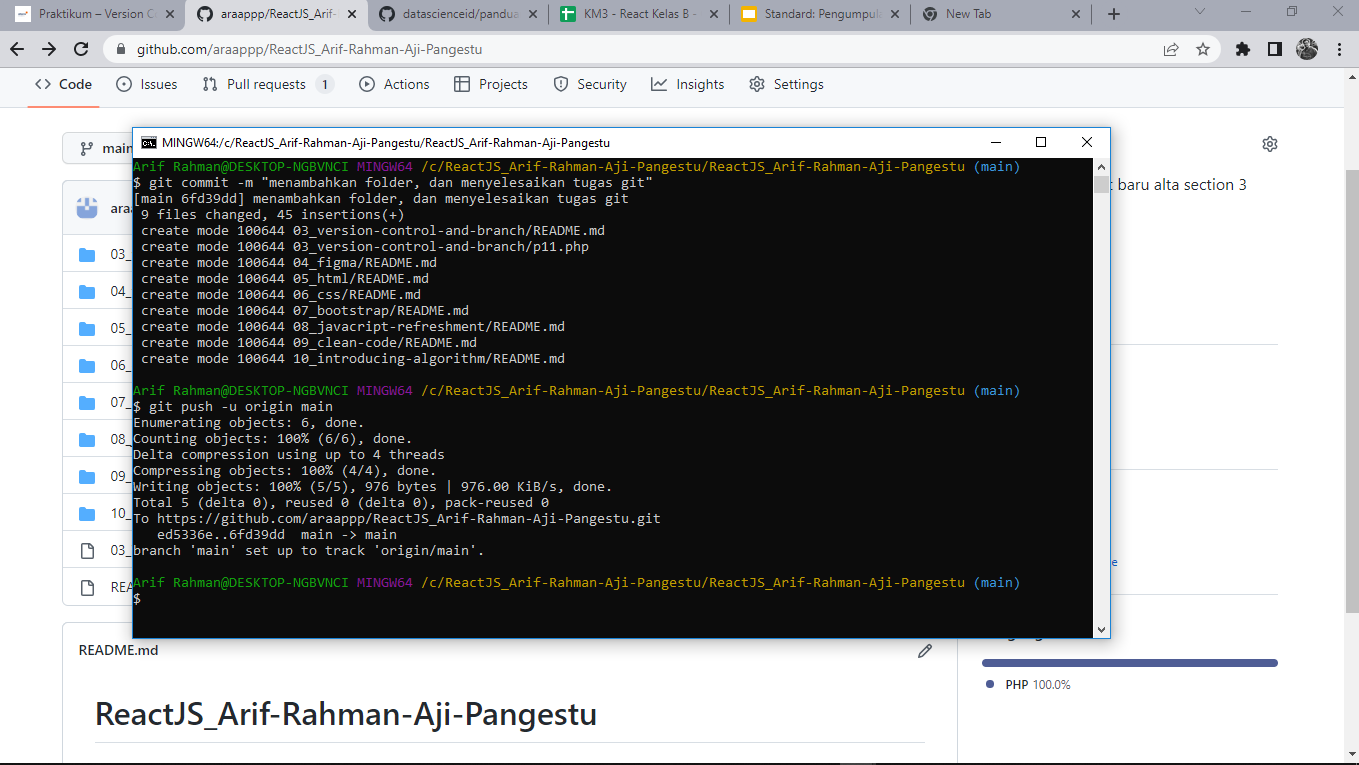 Praktikum – Version C
araappp/ReactJS_Arif-
datascienceid/pandua
KM3 - React Kelas B -
Standard: Pengumpul
New Tab
github.com/araappp/ReactJS_Arif-Rahman-Aji-Pangestu
Code
Issues
Pull requests 1
Actions
Projects
Security
Insights
Settings
main
MINGW64:/c/ReactJS_Arif-Rahman-Aji-Pangestu/ReactJS_Arif-Rahman-Aji-Pangestu
Arif Rahman@DESKTOP-NGBVNCI MINGW64 /c/ReactJS_Arif-Rahman-Aji-Pangestu/ReactJS_Arif-Rahman-Aji-Pangestu (main)
$ git commit -m "menambahkan folder, dan menyelesaikan tugas git"
[main 6fd39dd] menambahkan folder, dan menyelesaikan tugas git
9 files changed, 45 insertions(+)
create mode 100644 03_version-control-and-branch/README.md
create mode 100644 03_version-control-and-branch/p11.php
create mode 100644 04_figma/README.md
create mode 100644 05_html/README.md
create mode 100644 06_css/README.md
create mode 100644 07_bootstrap/README.md
create mode 100644 08_javacript-refreshment/README.md
create mode 100644 09_clean-code/README.md
create mode 100644 10_introducing-algorithm/README.md
Arif Rahman@DESKTOP-NGBVNCI MINGW64 /c/ReactJS_Arif-Rahman-Aji-Pangestu/ReactJS_Arif-Rahman-Aji-Pangestu (main)
$ git push -u origin main
Enumerating objects: 6, done.
Counting objects: 100% (6/6), done.
Delta compression using up to 4 threads
Compressing objects: 100% (4/4), done.
Writing objects: 100% (5/5), 976 bytes | 976.00 KiB/s, done.
Total 5 (delta 0), reused 0 (delta 0), pack-reused 0
To https://github.com/araappp/ReactJS_Arif-Rahman-Aji-Pangestu.git
ed5336e..6fd39dd main -> main
branch 'main' set up to track 'origin/main'.
Arif Rahman@DESKTOP-NGBVNCI MINGW64 /c/ReactJS_Arif-Rahman-Aji-Pangestu/ReactJS_Arif-Rahman-Aji-Pangestu (main)
$
araa
03_
04_
05_
06_
07_
08_
09_
10_
03_
REA
baru alta section 3
e
README.md
ReactJS_Arif-Rahman-Aji-Pangestu
PHP 100.0%